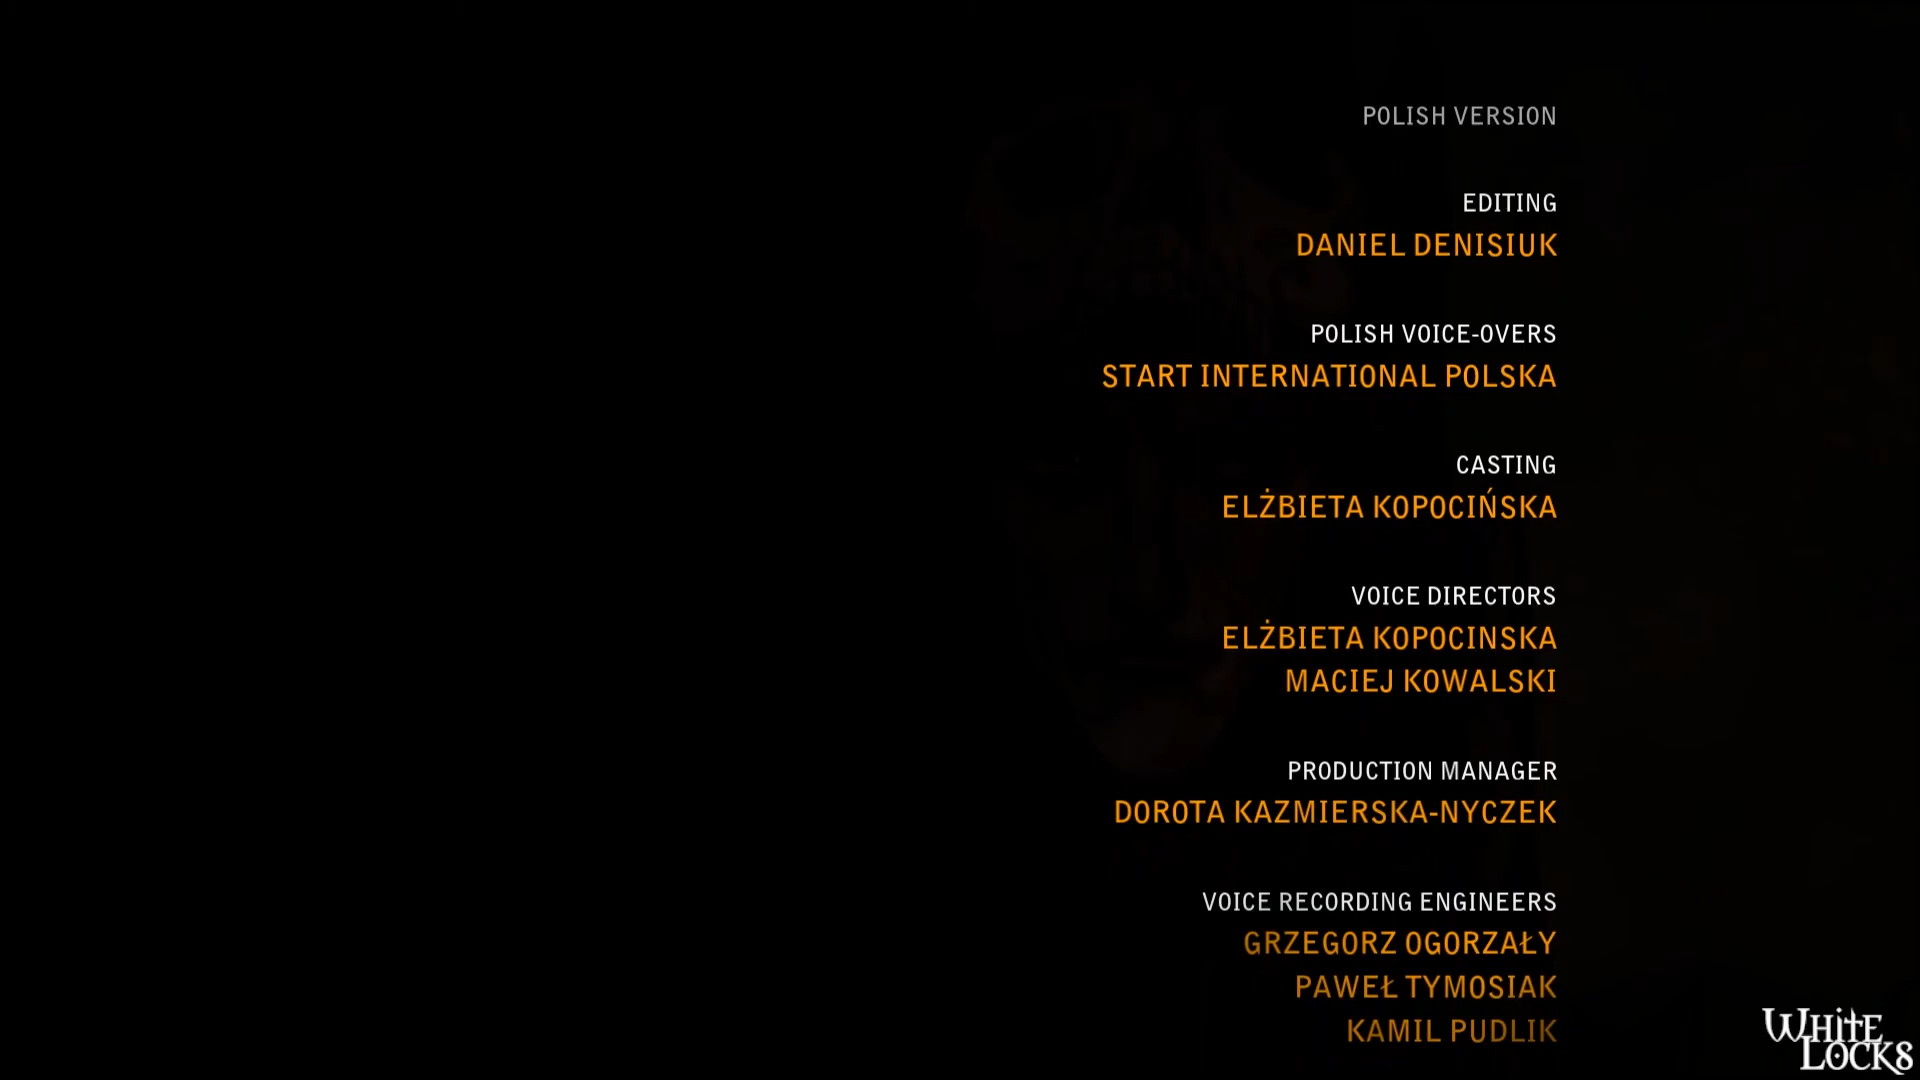 POLISH VERSION
EDITING
DANIEL DENISIUK
POLISH VOICE-OVERS
START INTERNATIONAL POLSKA
CASTING
ELŻBIETA KOPOCIŃSKA
VOICE DIRECTORS
ELŻBIETA KOPOCINSKA
MACIEJ KOWALSKI
PRODUCTION MANAGER
DOROTA KAZMIERSKA-NYCZEK
VOICE RECORDING ENGINEERS
GRZEGORZ OGORZAŁY
PAWEŁ TYMOSIAK
KAMIL PUDLIK
WHiTE
LOCKS